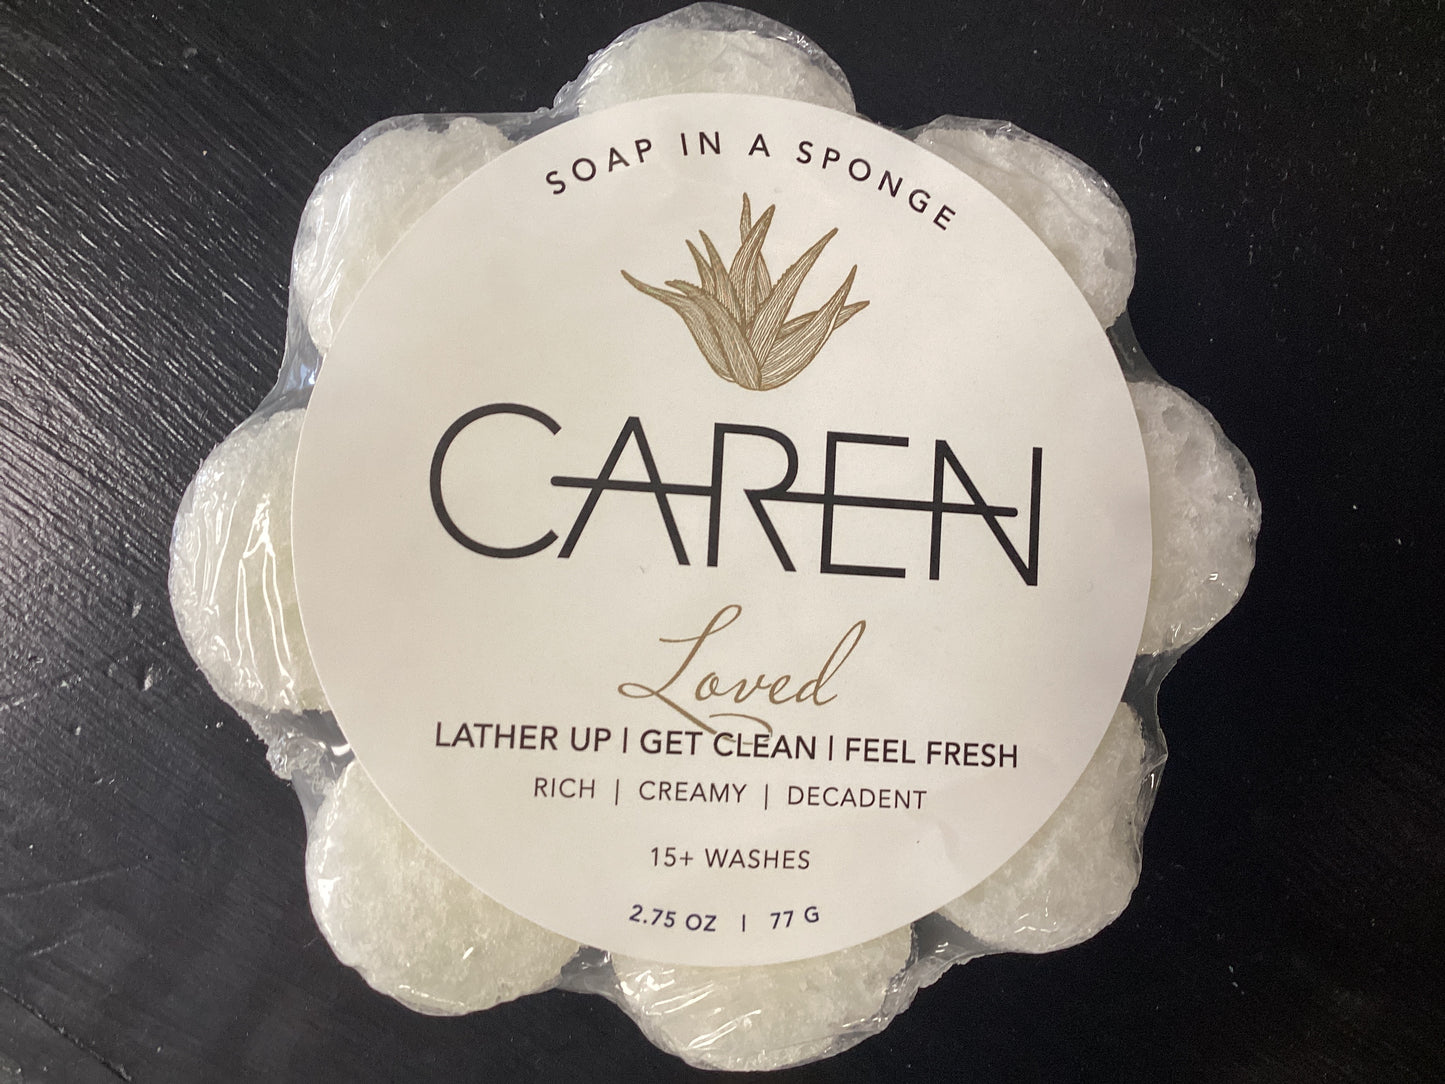 SOAP IN A SPONGE
CAREN
Loved
LATHER UP | GET CLEAN | FEEL FRESH
RICH | CREAMY | DECADENT
15+ WASHES
2.75 OZ | 77 G